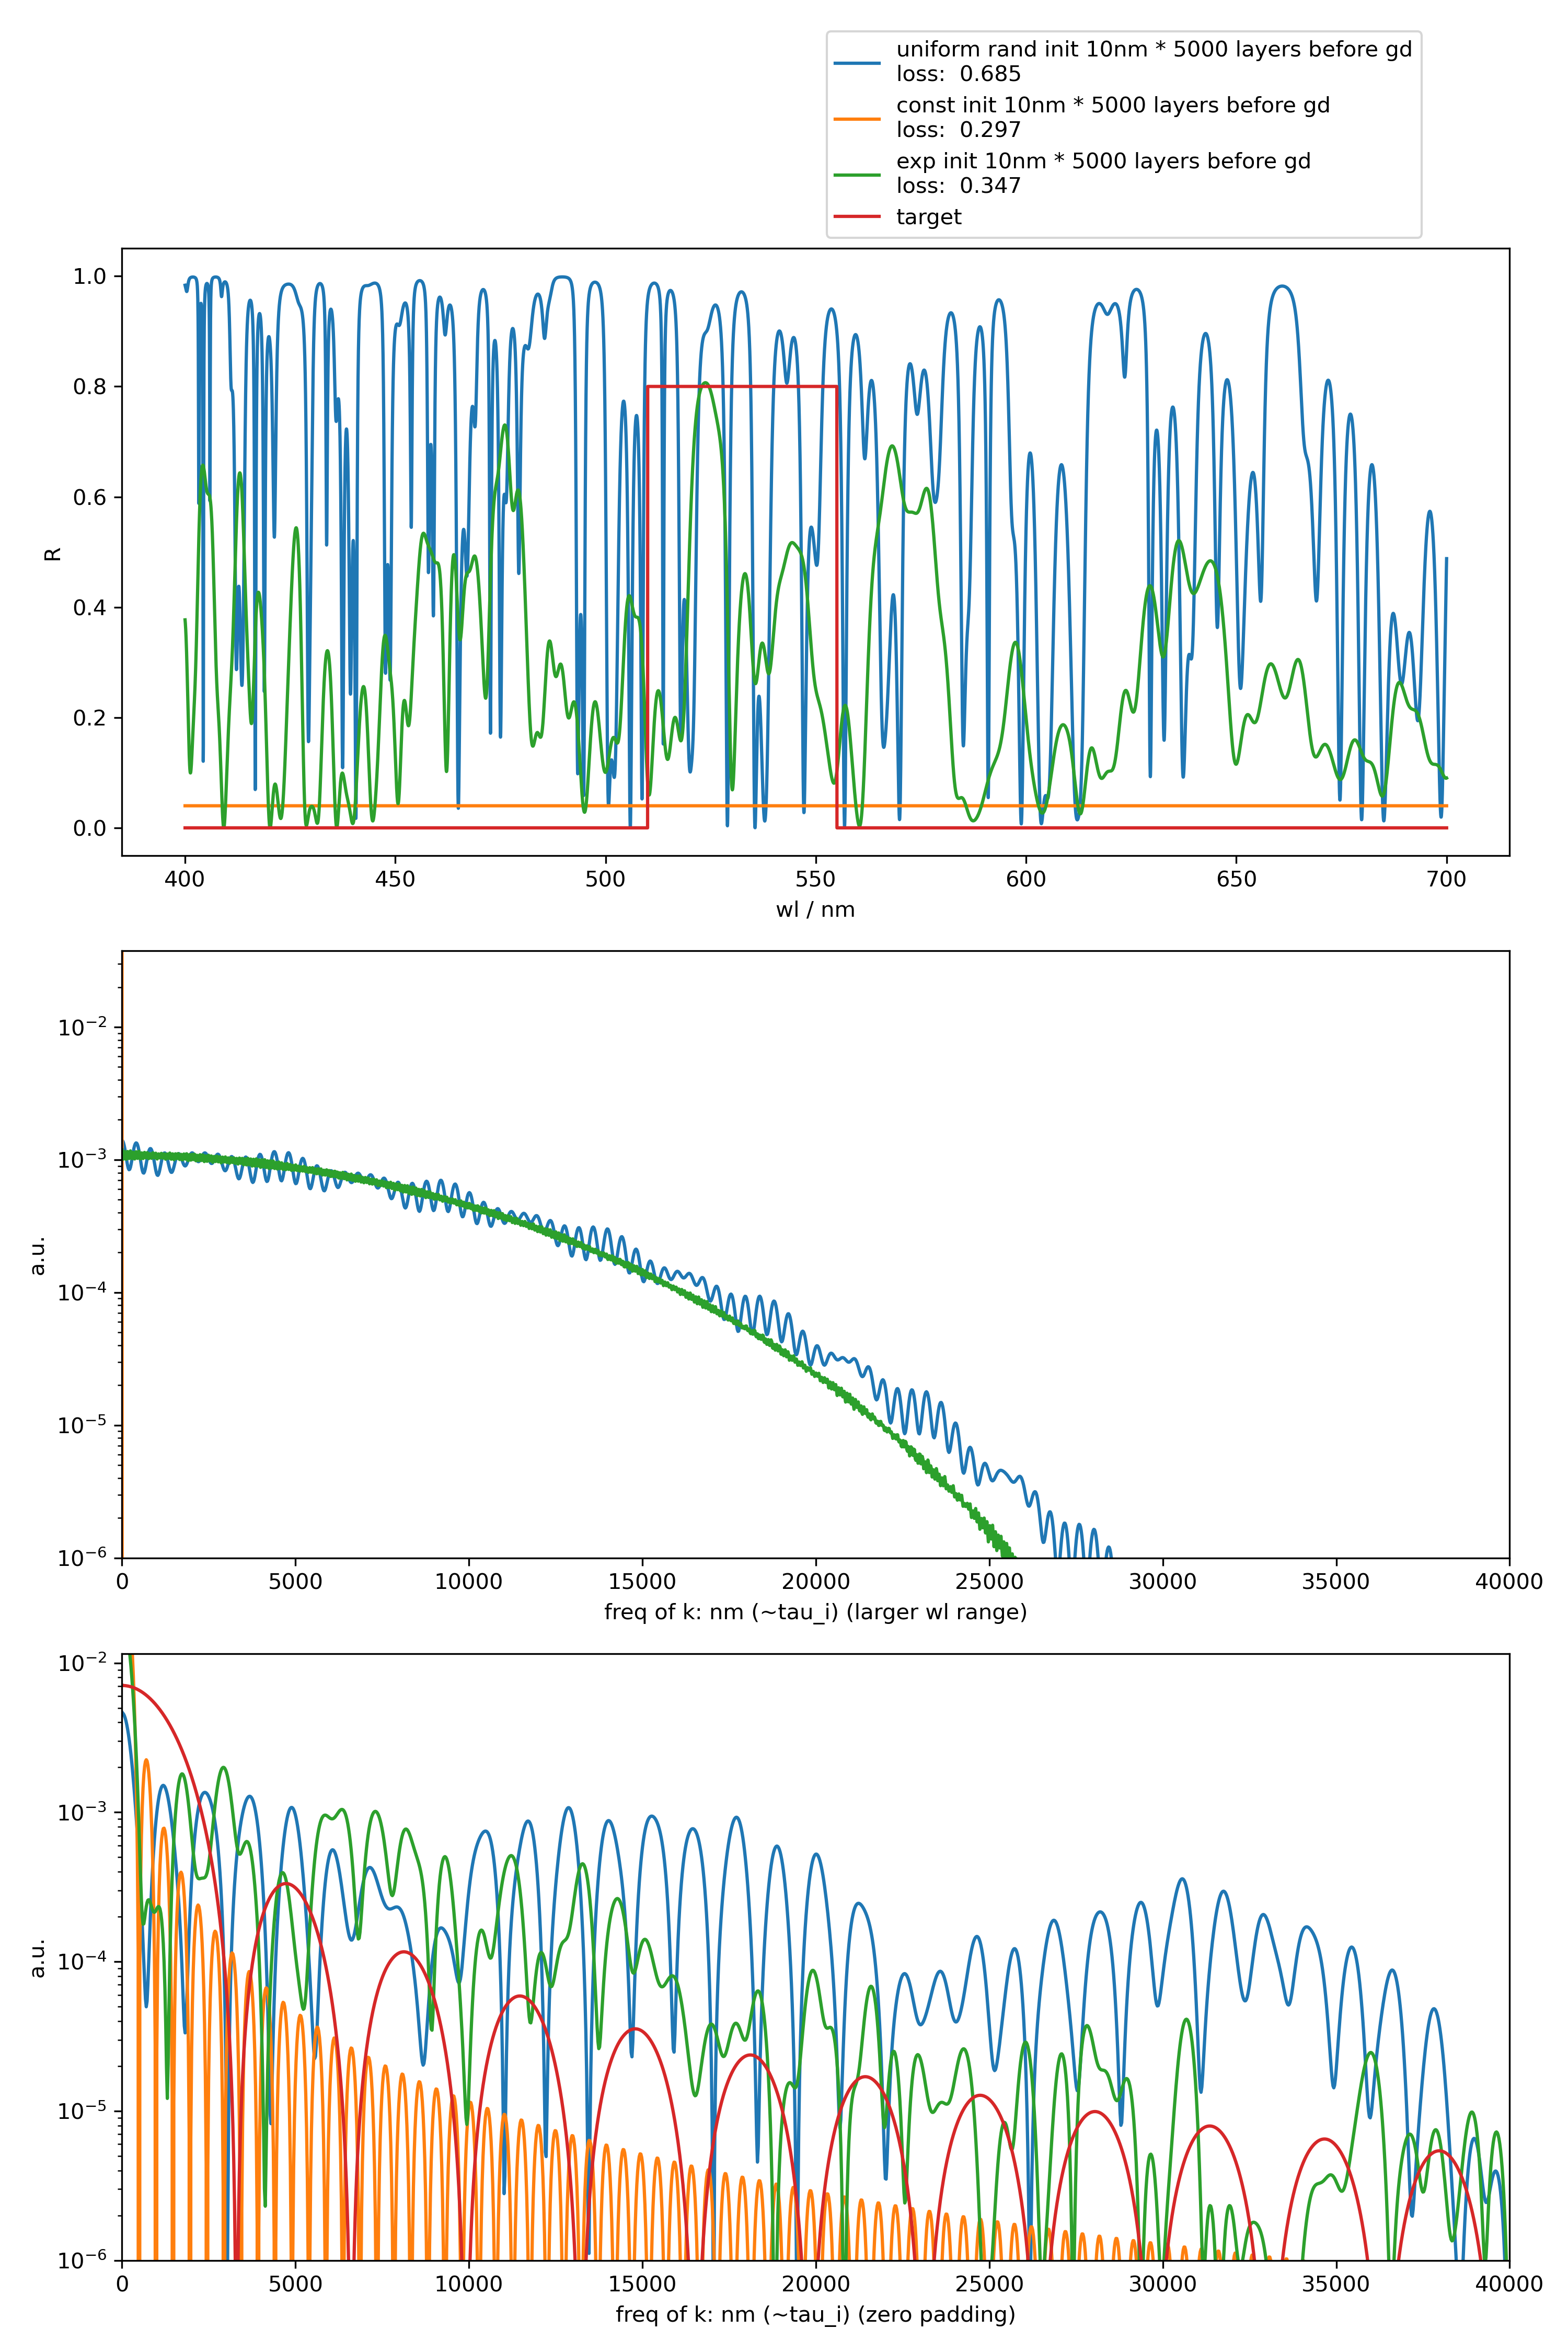 uniform rand init 10nm * 5000 layers before gd
loss:  0.685
const init 10nm * 5000 layers before gd
loss:  0.297
exp init 10nm * 5000 layers before gd
loss:  0.347
target
1.0
0.8
0.6
0.4
0.2
0.0
R
400 450 500 550 600 650 700
wl / nm
10⁻²
10⁻³
10⁻⁴
10⁻⁵
10⁻⁶
a.u.
0 5000 10000 15000 20000 25000 30000 35000 40000
freq of k: nm (~tau_i) (larger wl range)
10⁻²
10⁻³
10⁻⁴
10⁻⁵
10⁻⁶
a.u.
0 5000 10000 15000 20000 25000 30000 35000 40000
freq of k: nm (~tau_i) (zero padding)